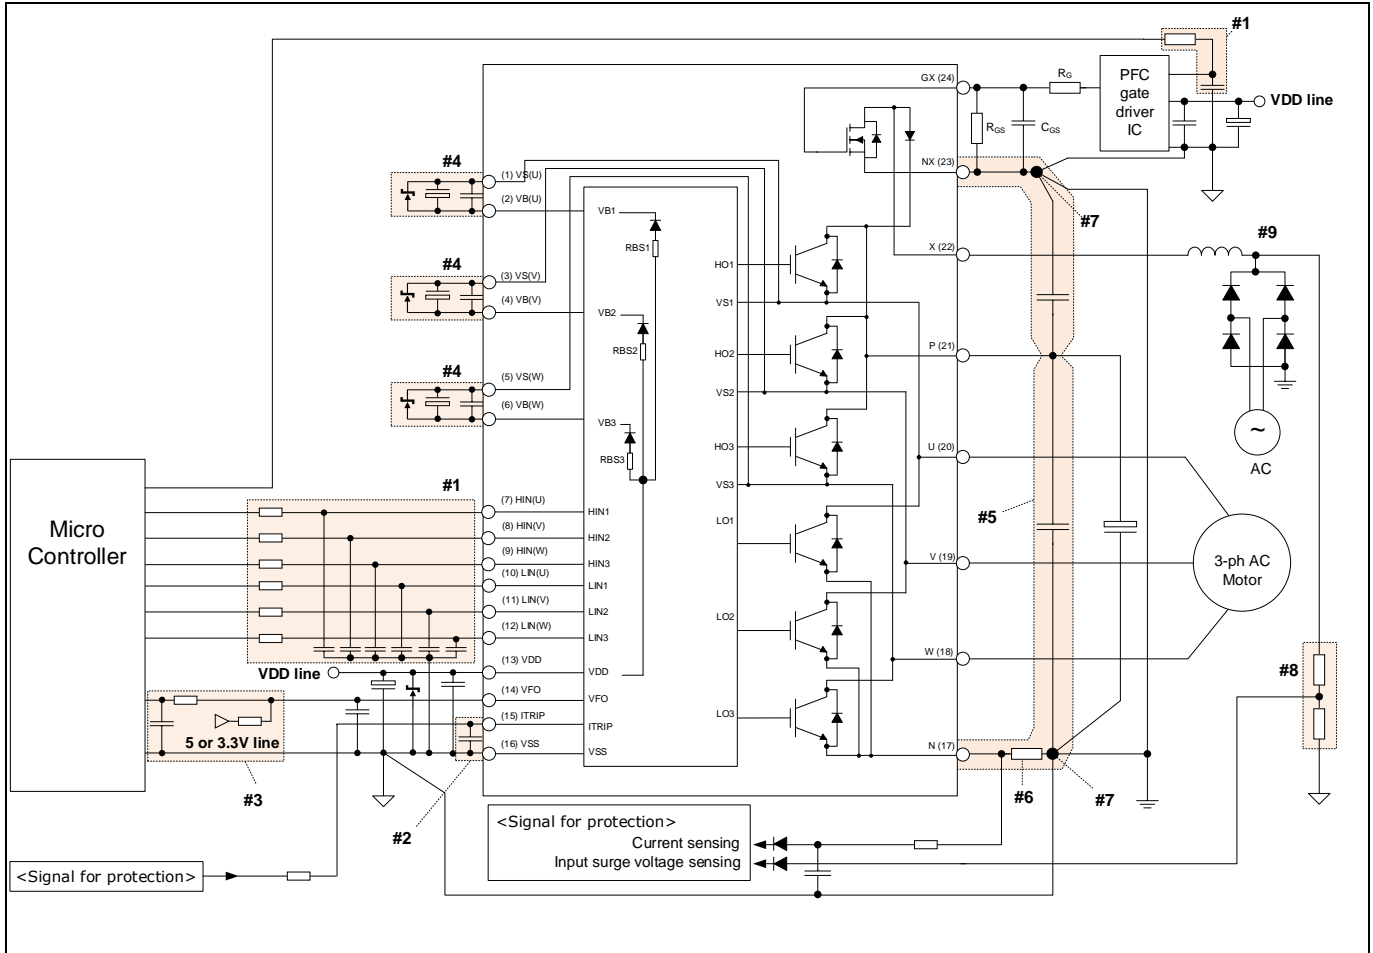 #1
GX (24)
RG
PFC
gate
driver
IC
VDD line
RGS
CGS
#4
(1) VS(U)
NX (23)
(2) VB(U)
VB1
#7
RBS1
#9
HO1
X (22)
#4
(3) VS(V)
(4) VB(V)
VS1
VB2
RBS2
HO2
P (21)
#4
(5) VS(W)
VS2
(6) VB(W)
VB3
RBS3
HO3
U (20)
~
AC
VS3
#1
(7) HIN(U)
HIN1
LO1
#5
Micro
Controller
(8) HIN(V)
HIN2
(9) HIN(W)
HIN3
V (19)
3-ph AC
Motor
(10) LIN(U)
LIN1
(11) LIN(V)
LIN2
LO2
(12) LIN(W)
LIN3
W (18)
VDD line
(13) VDD
VDD
#8
(14) VFO
VFO
(15) ITRIP
ITRIP
LO3
5 or 3.3V line
(16) VSS
VSS
N (17)
#3
#2
#6
#7
<Signal for protection>
Current sensing
Input surge voltage sensing
<Signal for protection>